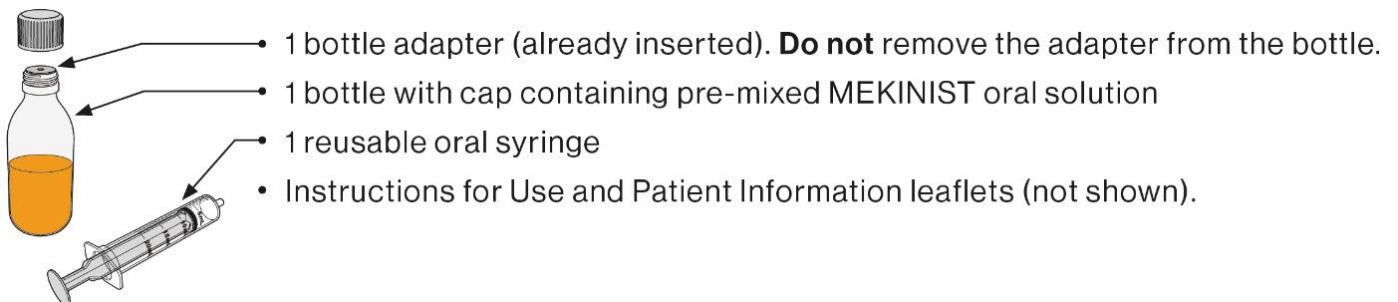 • 1 bottle adapter (already inserted). Do not remove the adapter from the bottle.
• 1 bottle with cap containing pre-mixed MEKINIST oral solution
• 1 reusable oral syringe
• Instructions for Use and Patient Information leaflets (not shown).